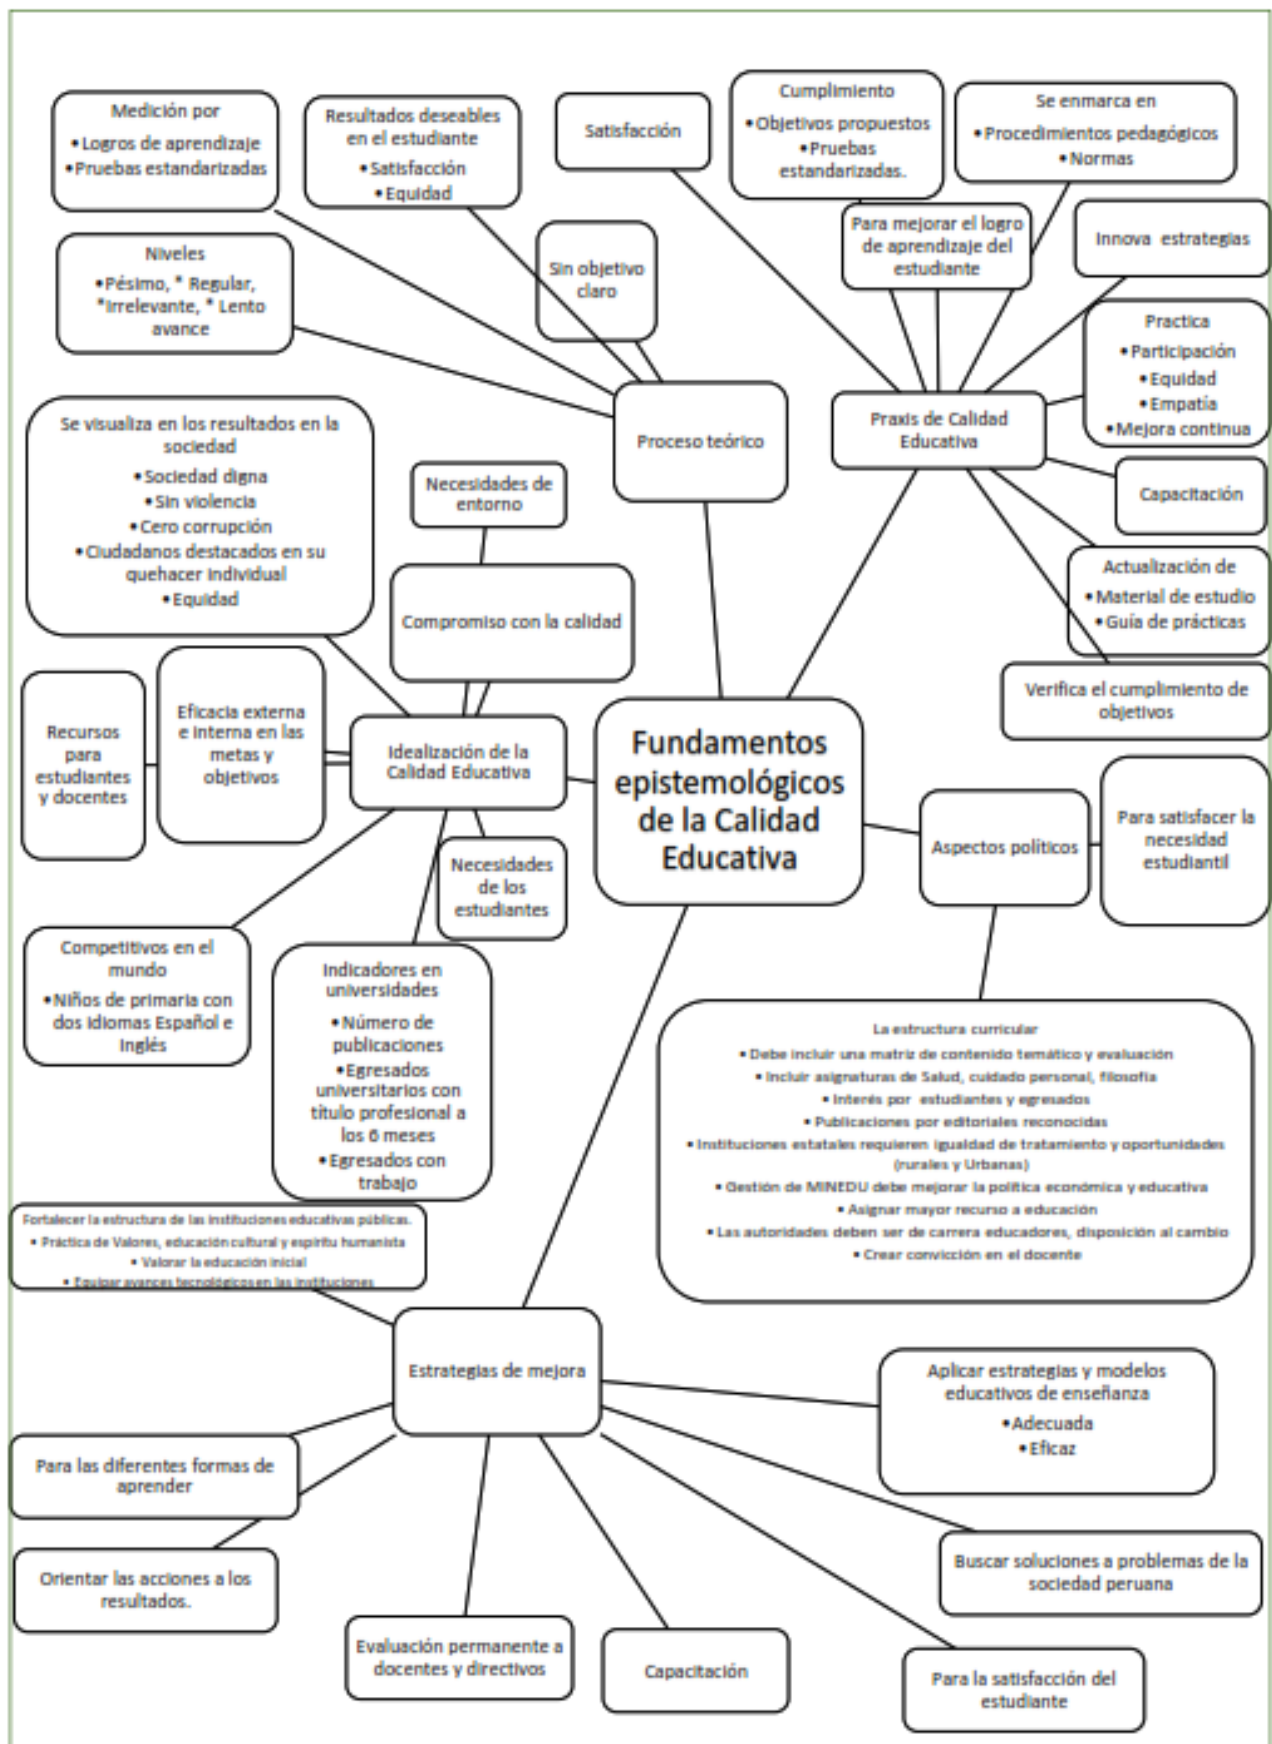 Medición por
•Logros de aprendizaje
•Pruebas estandarizadas
Resultados deseables
en el estudiante
•Satisfacción
•Equidad
Satisfacción
Cumplimiento
•Objetivos propuestos
•Pruebas
estandarizadas.
Se enmarca en
•Procedimientos pedagógicos
•Normas
Niveles
•Pésimo, * Regular,
*Irrelevante, * Lento
avance
Sin objetivo
claro
Para mejorar el logro
de aprendizaje del
estudiante
Innova estrategias
Practica
•Participación
•Equidad
•Empatía
•Mejora continua
Proceso teórico
Praxis de Calidad
Educativa
Se visualiza en los resultados en la
sociedad
•Sociedad digna
•Sin violencia
•Cero corrupción
•Ciudadanos destacados en su
quehacer individual
•Equidad
Necesidades de
entorno
Capacitación
Compromiso con la calidad
Actualización de
•Material de estudio
•Guía de prácticas
Verifica el cumplimiento de
objetivos
Recursos
para
estudiantes
y docentes
Eficacia externa
e interna en las
metas y
objetivos
Idealización de la
Calidad Educativa
Fundamentos
epistemológicos
de la Calidad
Educativa
Aspectos políticos
Para satisfacer la
necesidad
estudiantil
Necesidades
de los
estudiantes
Competitivos en el
mundo
•Niños de primaria con
dos idiomas Español e
Inglés
Indicadores en
universidades
•Número de
publicaciones
•Egresados
universitarios con
título profesional a
los 6 meses
•Egresados con
trabajo
La estructura curricular
• Debe incluir una matriz de contenido temático y evaluación
• Incluir asignaturas de Salud, cuidado personal, filosofía
• Interés por estudiantes y egresados
• Publicaciones por editoriales reconocidas
• Instituciones estatales requieren igualdad de tratamiento y oportunidades
(rurales y Urbanas)
• Gestión de MINEDU debe mejorar la política económica y educativa
• Asignar mayor recurso a educación
• Las autoridades deben ser de carrera educadores, disposición al cambio
• Crear convicción en el docente
Fortalecer la estructura de las instituciones educativas públicas.
• Práctica de Valores, educación cultural y espíritu humanista
• Valorar la educación inicial
• Equipar avances tecnológicos en las instituciones
Estrategias de mejora
Aplicar estrategias y modelos
educativos de enseñanza
•Adecuada
•Eficaz
Para las diferentes formas de
aprender
Buscar soluciones a problemas de la
sociedad peruana
Orientar las acciones a los
resultados.
Evaluación permanente a
docentes y directivos
Capacitación
Para la satisfacción del
estudiante